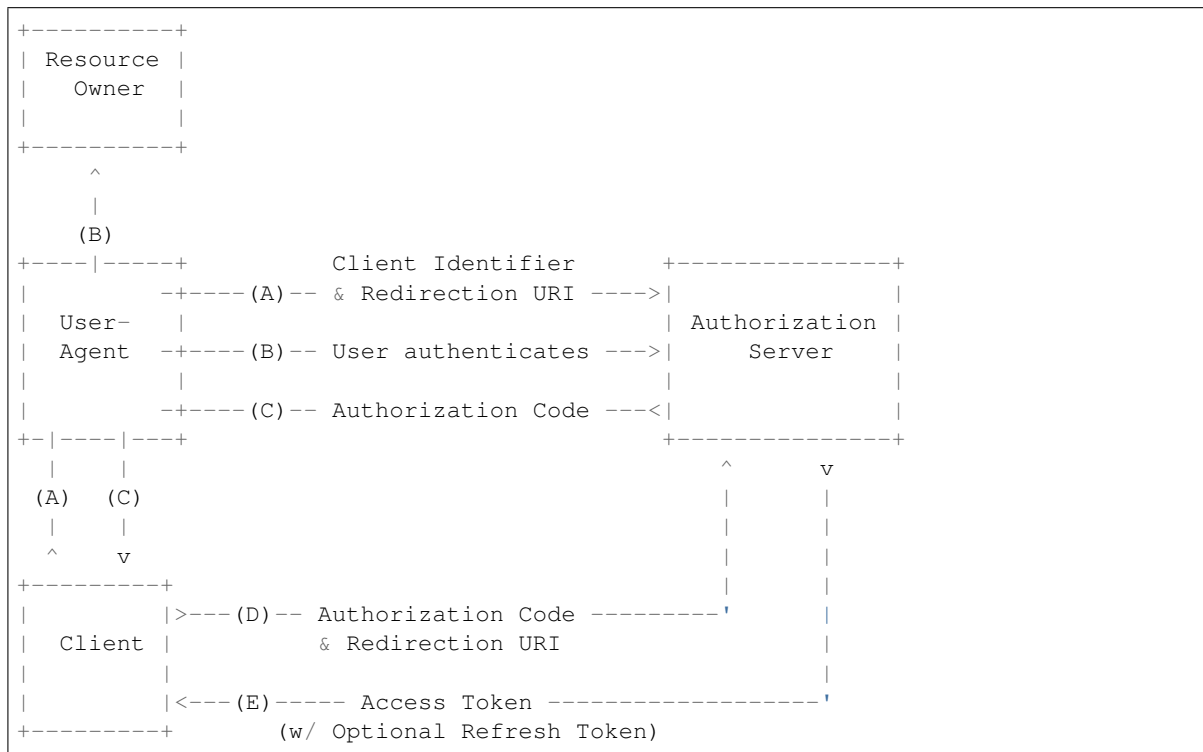 +----------+
| Resource |
|   Owner  |
|          |
+----------+
     ^
     |
    (B)
+----|-----+          Client Identifier      +---------------+
|         -+----(A)-- & Redirection URI ---->|               |
|  User-   |                                 | Authorization |
|  Agent  -+----(B)-- User authenticates --->|     Server    |
|          |                                 |               |
|         -+----(C)-- Authorization Code ---<|               |
+-|----|---+                                 +---------------+
  |    |                                         ^      v
 (A)  (C)                                        |      |
  |    |                                         |      |
  ^    v                                         |      |
+---------+                                      |      |
|         |>---(D)-- Authorization Code ---------'      |
|  Client |          & Redirection URI                  |
|         |                                             |
|         |<---(E)----- Access Token -------------------'
+---------+       (w/ Optional Refresh Token)